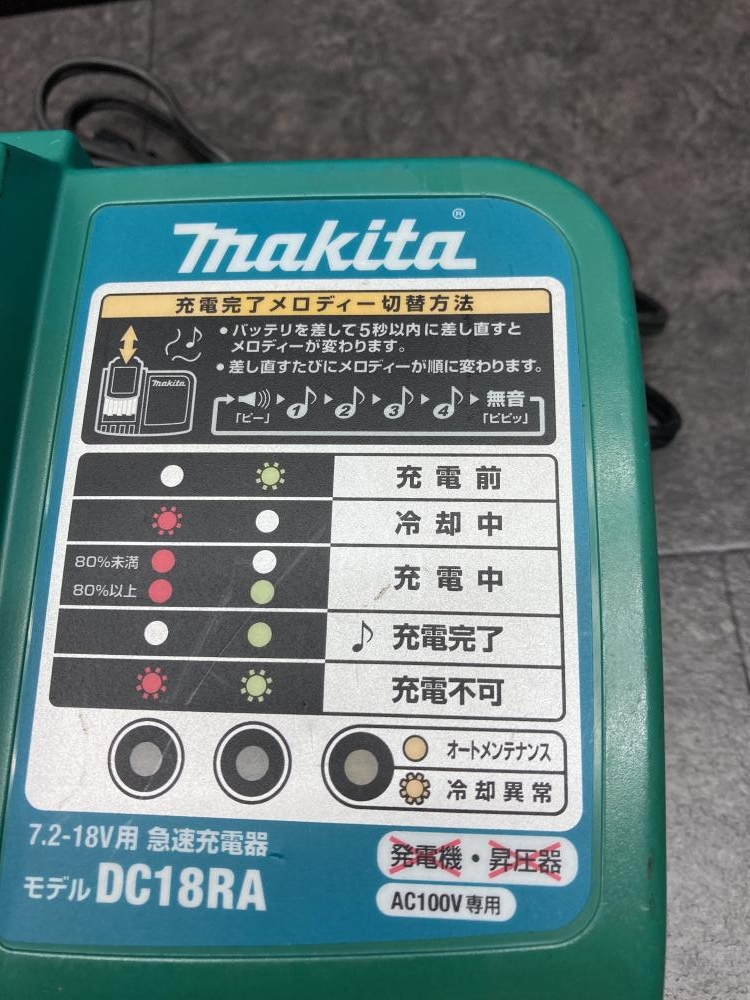 makita®
充電完了メロディー切替方法
●バッテリを差して5秒以内に差し直すと
メロディーが変わります。
●差し直すたびにメロディーが順に変わります。
makita
1 2 3 4 無音
「ピー」 「ピピッ」
充電前
冷却中
80%未満
80%以上
充電中
充電完了
充電不可
オートメンテナンス
冷却異常
7.2-18V用 急速充電器
発電機・昇圧器
モデル DC18RA
AC100V専用